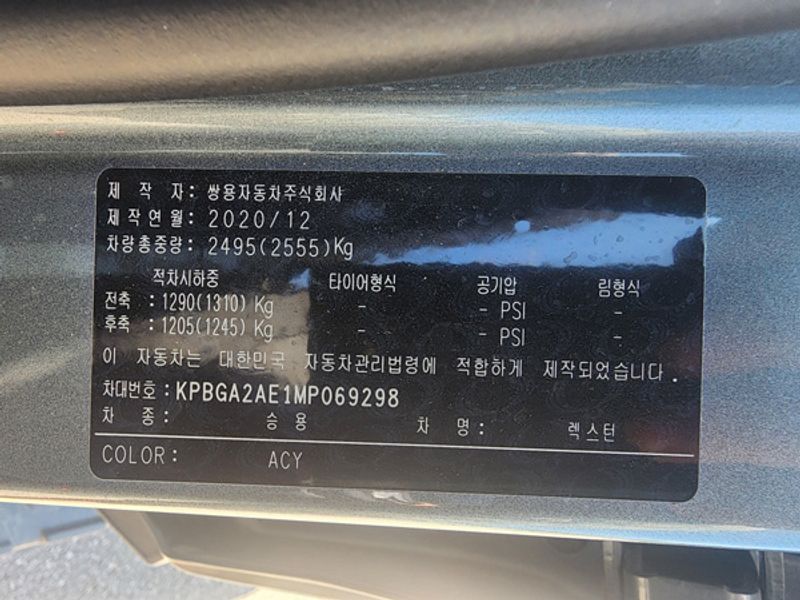 제 작 자: 쌍용자동차주식회사
제작연월: 2020/12
차량총중량: 2495(2555)Kg
적차시하중 타이어형식 공기압 림형식
전축: 1290(1310) Kg - - PSI -
후축: 1205(1245) Kg - - PSI -
이 자동차는 대한민국 자동차관리법령에 적합하게 제작되었습니다.
차대번호: KPBGA2AE1MP069298
차 종: 승 용 차 명: 렉스턴
COLOR: ACY